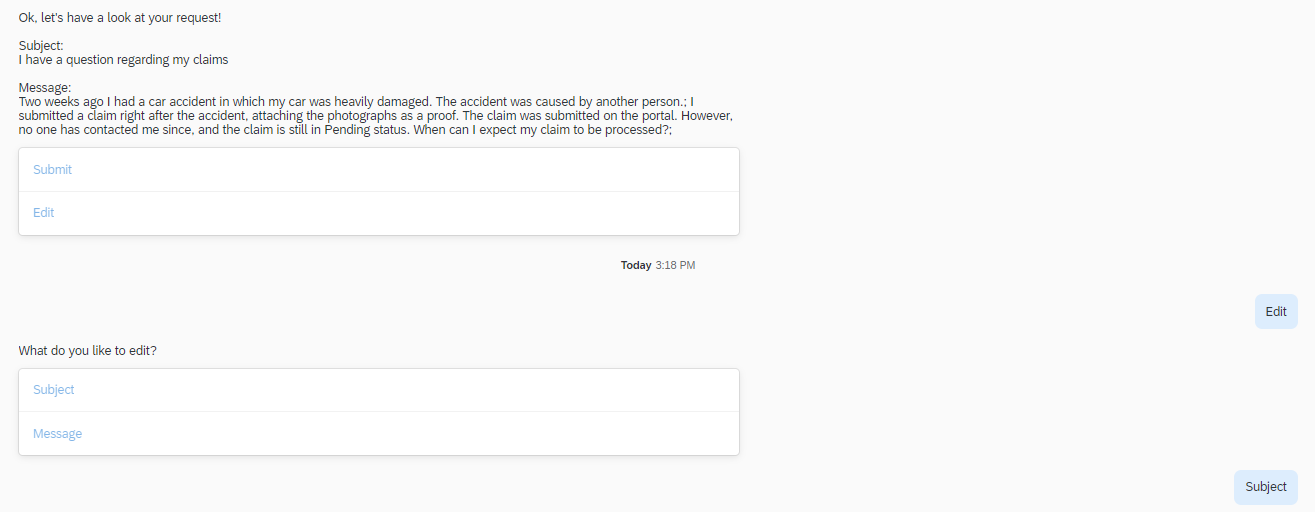 Ok, let's have a look at your request!
Subject:
I have a question regarding my claims
Message:
Two weeks ago I had a car accident in which my car was heavily damaged. The accident was caused by another person.; I
submitted a claim right after the accident, attaching the photographs as a proof. The claim was submitted on the portal. However,
no one has contacted me since, and the claim is still in Pending status. When can I expect my claim to be processed?;
Submit
Edit
Today 3:18 PM
Edit
What do you like to edit?
Subject
Message
Subject